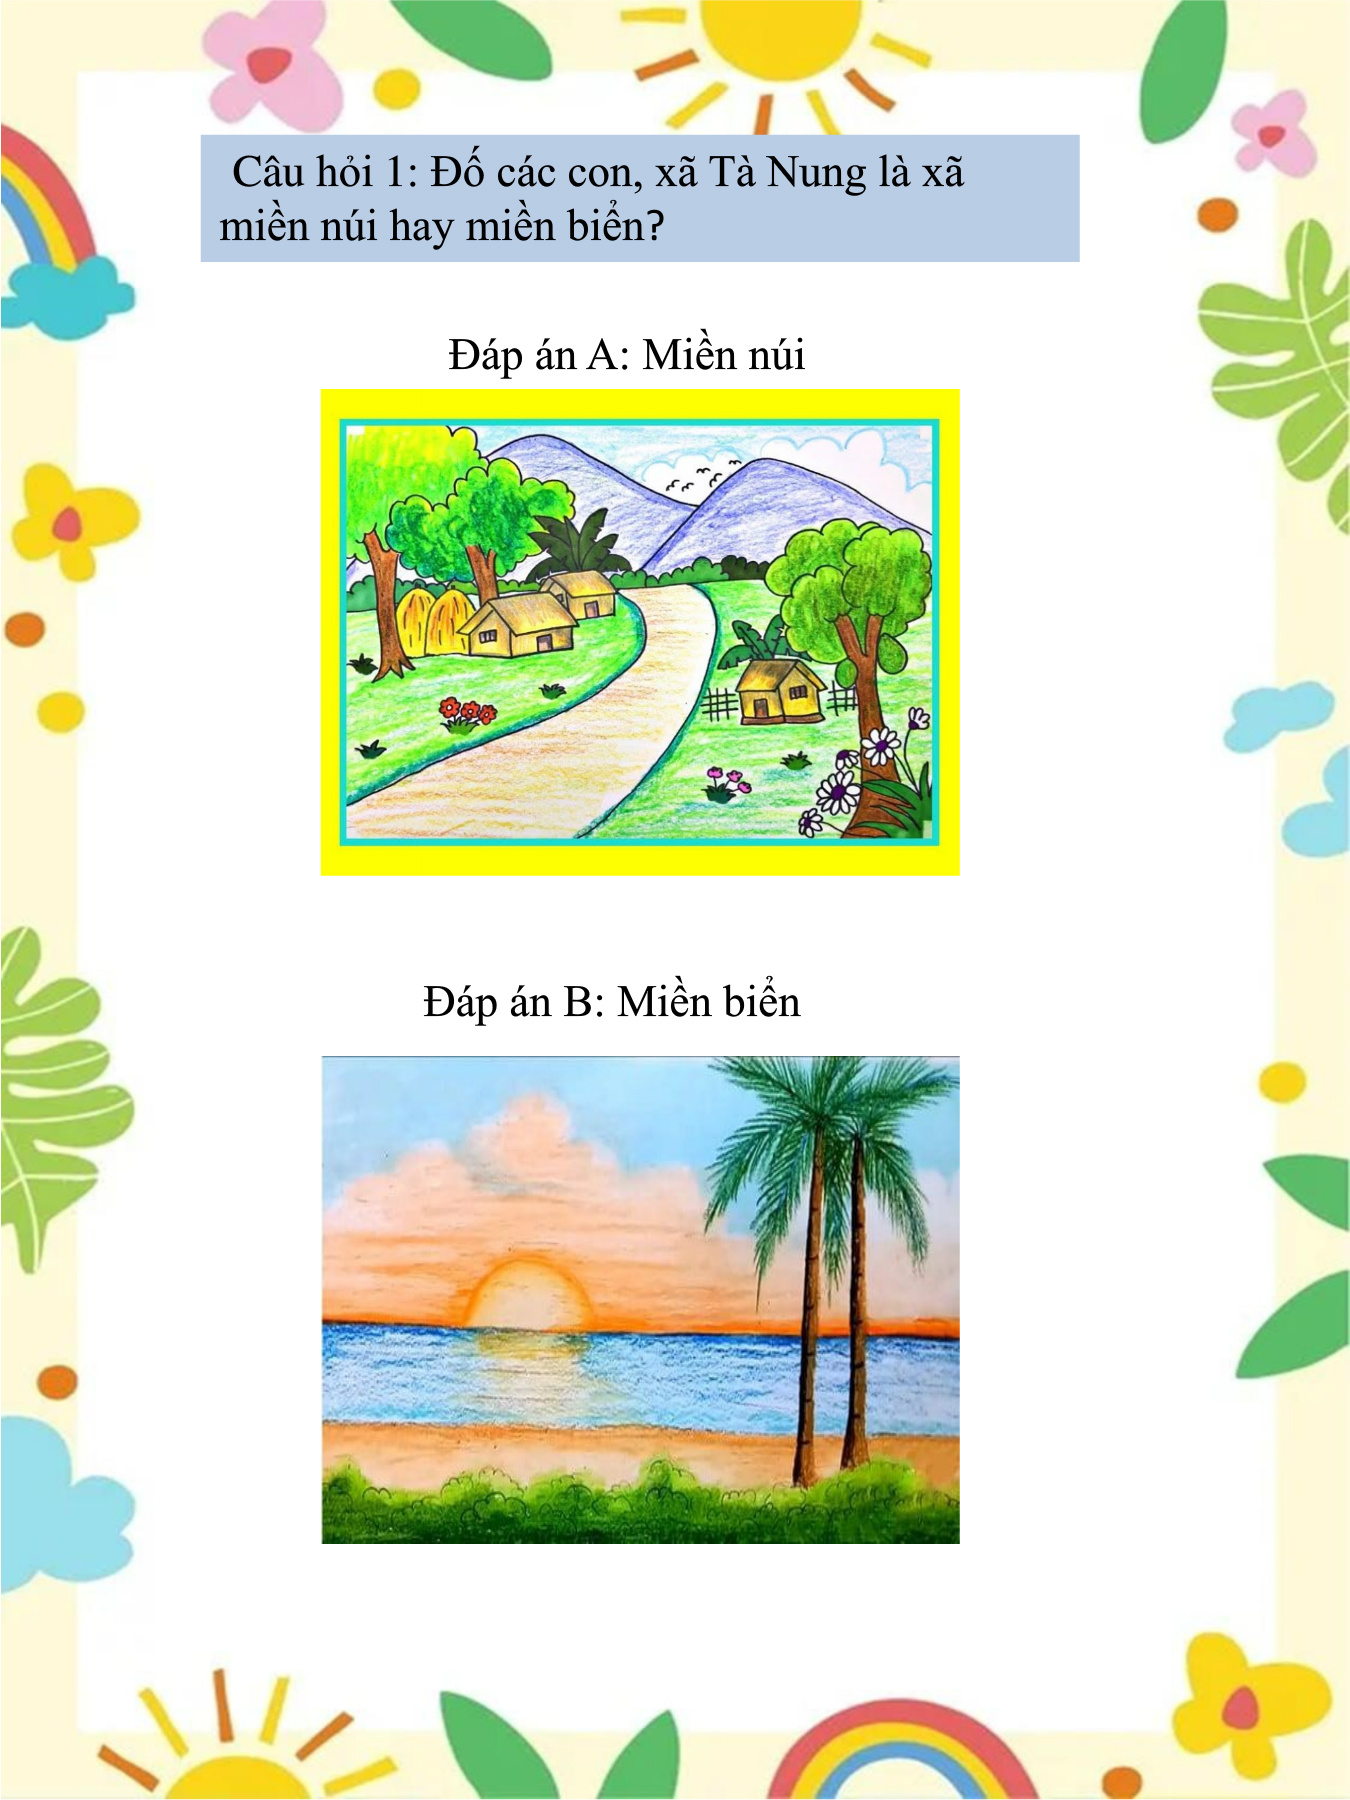 Câu hỏi 1: Đố các con, xã Tà Nung là xã
miền núi hay miền biển?
Đáp án A: Miền núi
Đáp án B: Miền biển